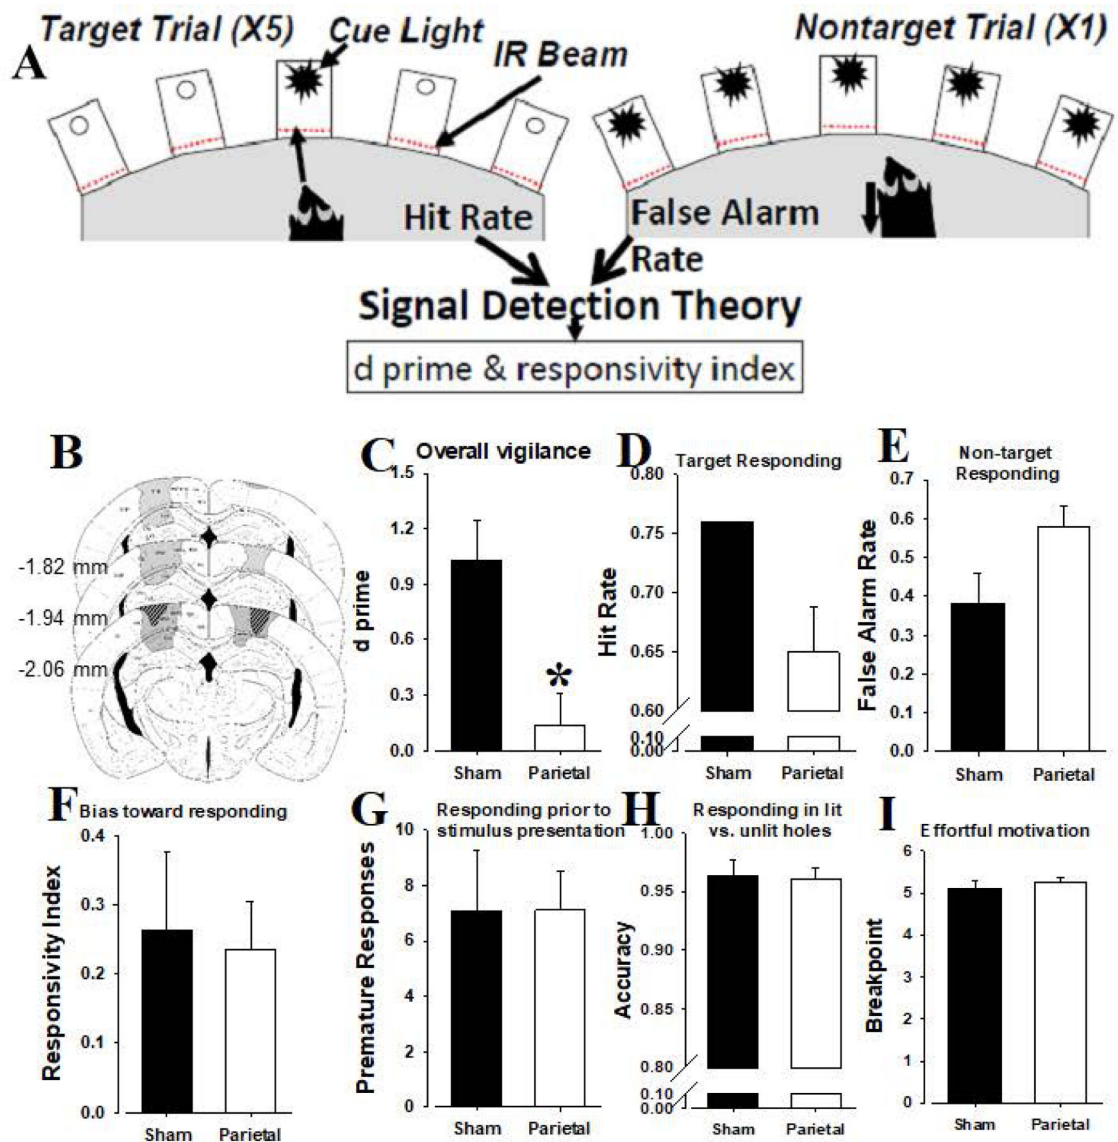 A
Target Trial (X5)
Cue Light
IR Beam
Nontarget Trial (X1)
Hit Rate
False Alarm
Rate
Signal Detection Theory
d prime & responsivity index
B
-1.82 mm
-1.94 mm
-2.06 mm
C
Overall vigilance
d prime
1.5
1.2
0.9
0.6
0.3
0.0
*
Sham
Parietal
D
Target Responding
Hit Rate
0.80
0.75
0.70
0.65
0.60
0.10
0.00
Sham
Parietal
E
Non-target
Responding
False Alarm Rate
0.7
0.6
0.5
0.4
0.3
0.2
0.1
0.0
Sham
Parietal
F
Bias toward responding
Responsivity Index
0.4
0.3
0.2
0.1
0.0
Sham
Parietal
G
Responding prior to
stimulus presentation
Premature Responses
10
8
6
4
2
0
Sham
Parietal
H
Responding in lit
vs. unlit holes
Accuracy
1.00
0.95
0.90
0.85
0.80
0.10
0.00
Sham
Parietal
I
Effortful motivation
Breakpoint
6
5
4
3
2
1
0
Sham
Parietal